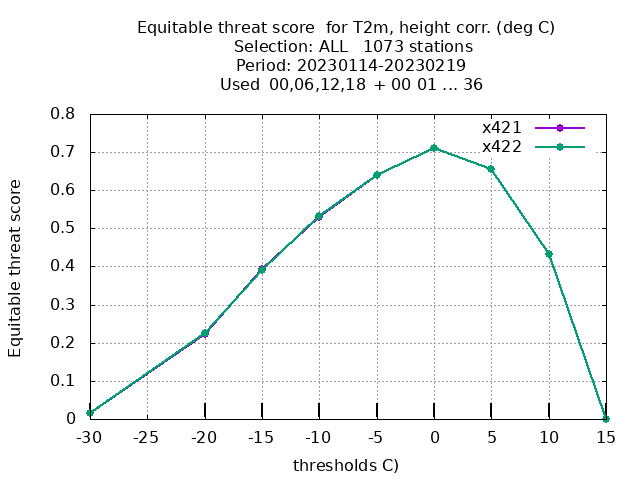 Equitable threat score  for T2m, height corr. (deg C)
Selection: ALL   1073 stations
Period: 20230114-20230219
Used  00,06,12,18  + 00 01 ... 36
x421
x422
Equitable threat score
0.8
0.7
0.6
0.5
0.4
0.3
0.2
0.1
0
-30 -25 -20 -15 -10 -5 0 5 10 15
thresholds C)